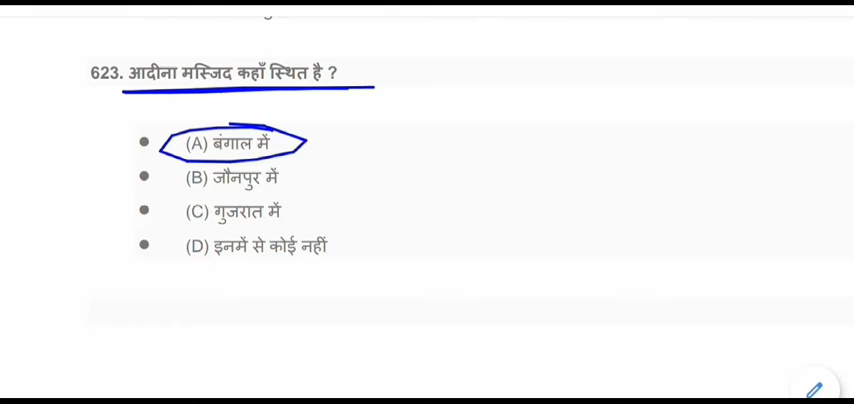 623. आदीना मस्जिद कहाँ स्थित है ?
(A) बंगाल में
(B) जौनपुर में
(C) गुजरात में
(D) इनमें से कोई नहीं